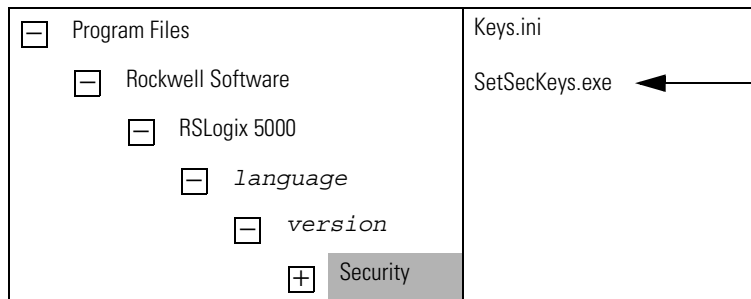 Program Files
Keys.ini
Rockwell Software
SetSecKeys.exe
RSLogix 5000
language
version
Security